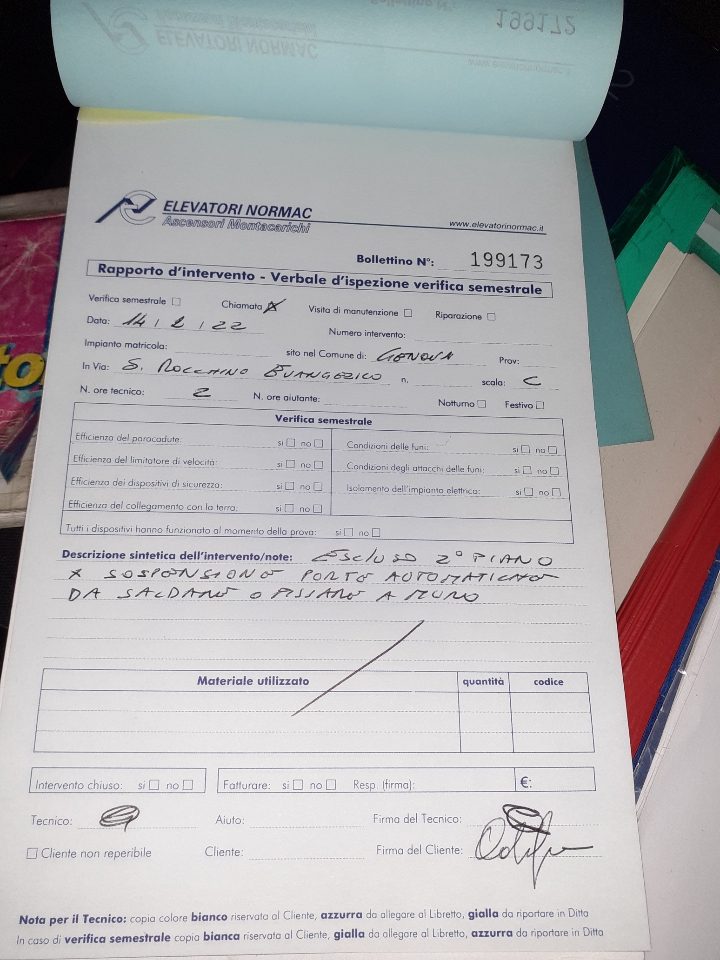 199172
ELEVATORI NORMAC
Ascensori Montacarichi
www.elevatorinormac.it
Bollettino N°: 199173
Rapporto d'intervento - Verbale d'ispezione verifica semestrale
Verifica semestrale Chiamata X Visita di manutenzione Riparazione
Data: 14/2/22 Numero intervento:
Impianto matricola: sito nel Comune di: GENOVA Prov:
In Via: S. n. scala: C
N. ore tecnico: 2 N. ore aiutante: Notturno Festivo
Verifica semestrale
Efficienza del paracadute: si no Condizioni delle funi: si no
Efficienza del limitatore di velocità: si no Condizioni degli attacchi delle funi: si no
Efficienza dei dispositivi di sicurezza: si no Isolamento dell'impianto elettrico: si no
Efficienza del collegamento con la terra: si no
Tutti i dispositivi hanno funzionato al momento della prova: si no
Descrizione sintetica dell'intervento/note: ESCLUSO 2° PIANO
X SOSPENSIONE PORTE AUTOMATICHE
DA SALDARE O FISSARE A MURO
Materiale utilizzato quantità codice
Intervento chiuso: si no Fatturare: si no Resp. (firma): €:
Tecnico: Aiuto: Firma del Tecnico:
Cliente non reperibile Cliente: Firma del Cliente:
Nota per il Tecnico: copia colore bianco riservata al Cliente, azzurra da allegare al Libretto, gialla da riportare in Ditta
In caso di verifica semestrale copia bianca riservata al Cliente, gialla da allegare al Libretto, azzurra da riportare in Ditta